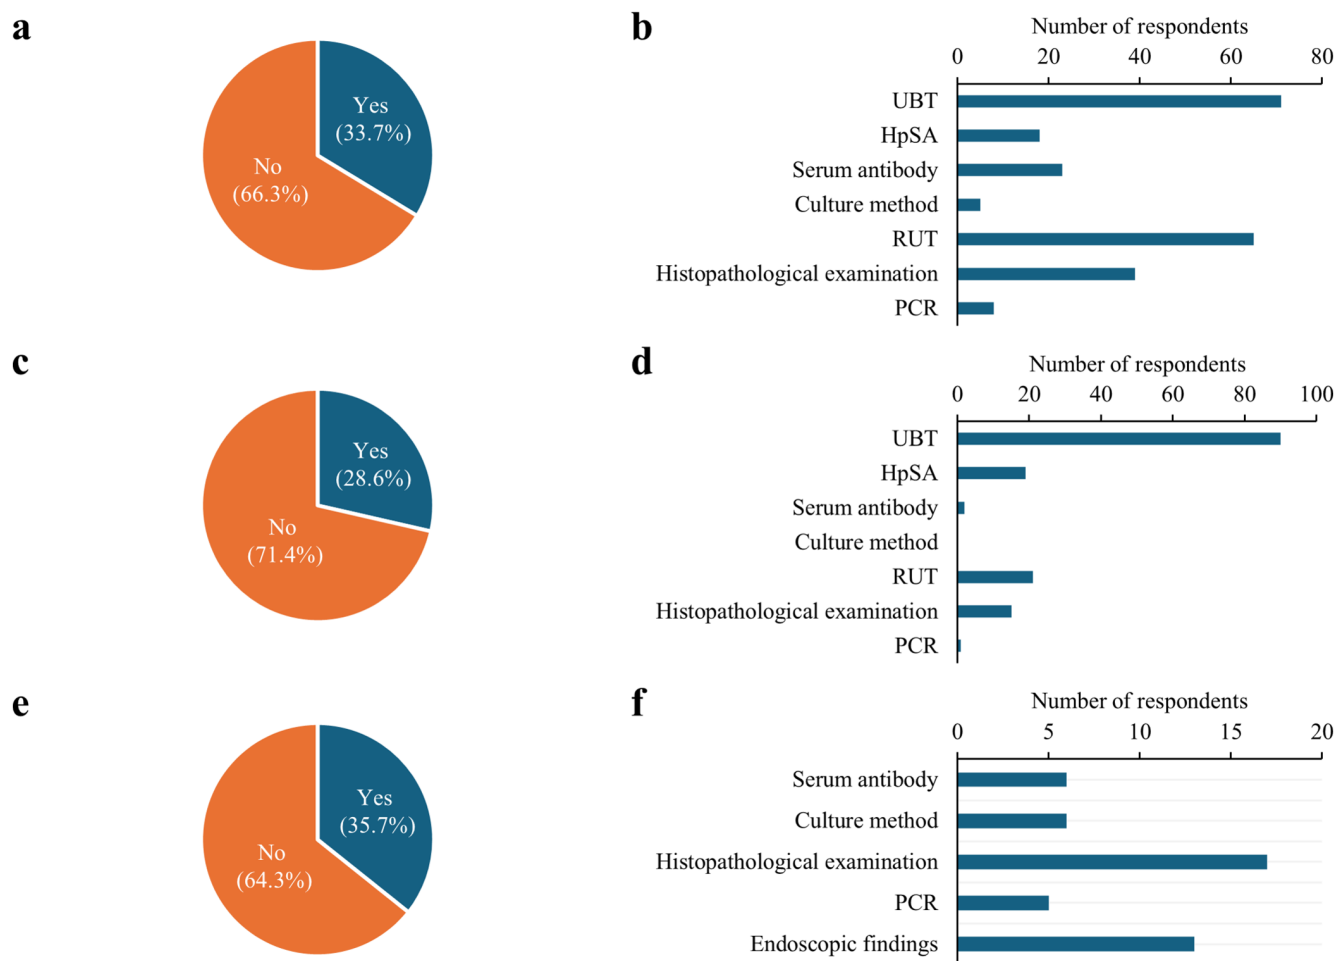 a
Yes
(33.7%)
No
(66.3%)
b
Number of respondents
0 20 40 60 80
UBT
HpSA
Serum antibody
Culture method
RUT
Histopathological examination
PCR
c
Yes
(28.6%)
No
(71.4%)
d
Number of respondents
0 20 40 60 80 100
UBT
HpSA
Serum antibody
Culture method
RUT
Histopathological examination
PCR
e
Yes
(35.7%)
No
(64.3%)
f
Number of respondents
0 5 10 15 20
Serum antibody
Culture method
Histopathological examination
PCR
Endoscopic findings